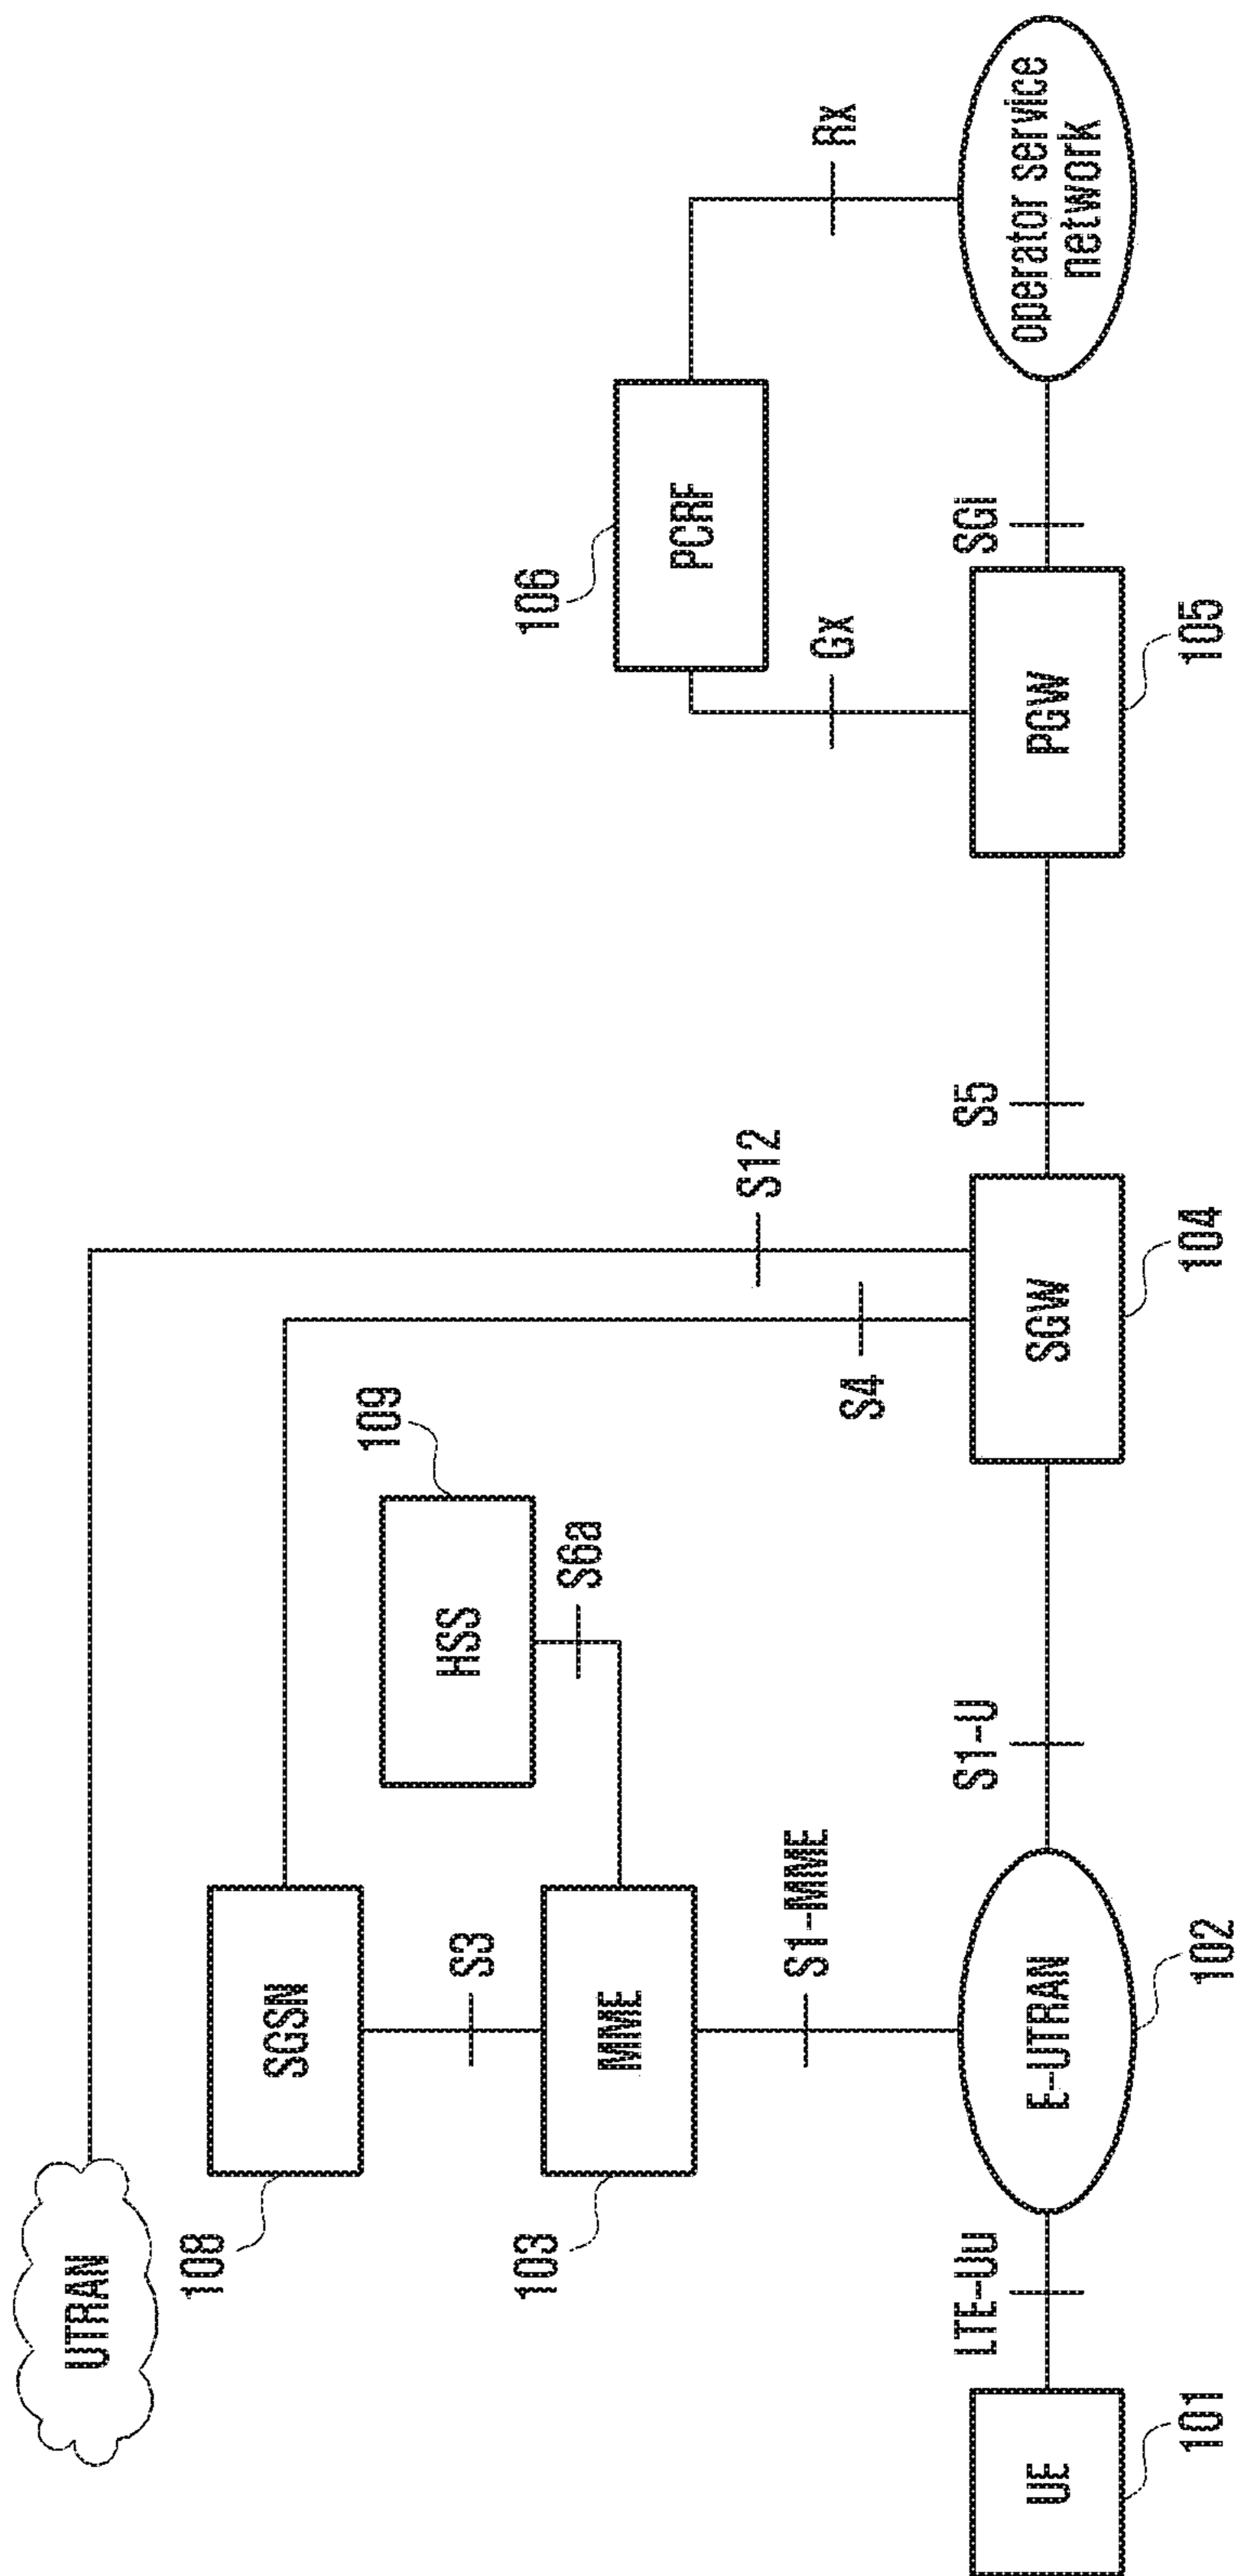 UTRAN
108
SGSN
S3
109
HSS
S6a
103
MME
S1-MME
S12
S4
106
PCRF
Gx
Rx
UE
101
LTE-Uu
E-UTRAN
102
S1-U
SGW
104
S5
PGW
105
SGi
operator service
network